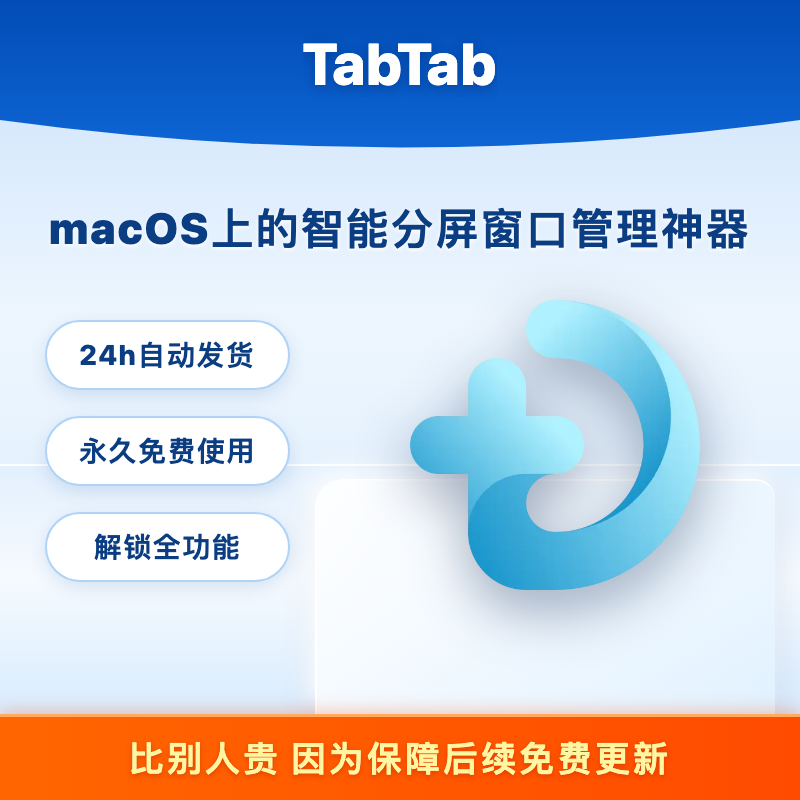 TabTab
macOS上的智能分屏窗口管理神器
24h自动发货
永久免费使用
解锁全功能
比别人贵 因为保障后续免费更新